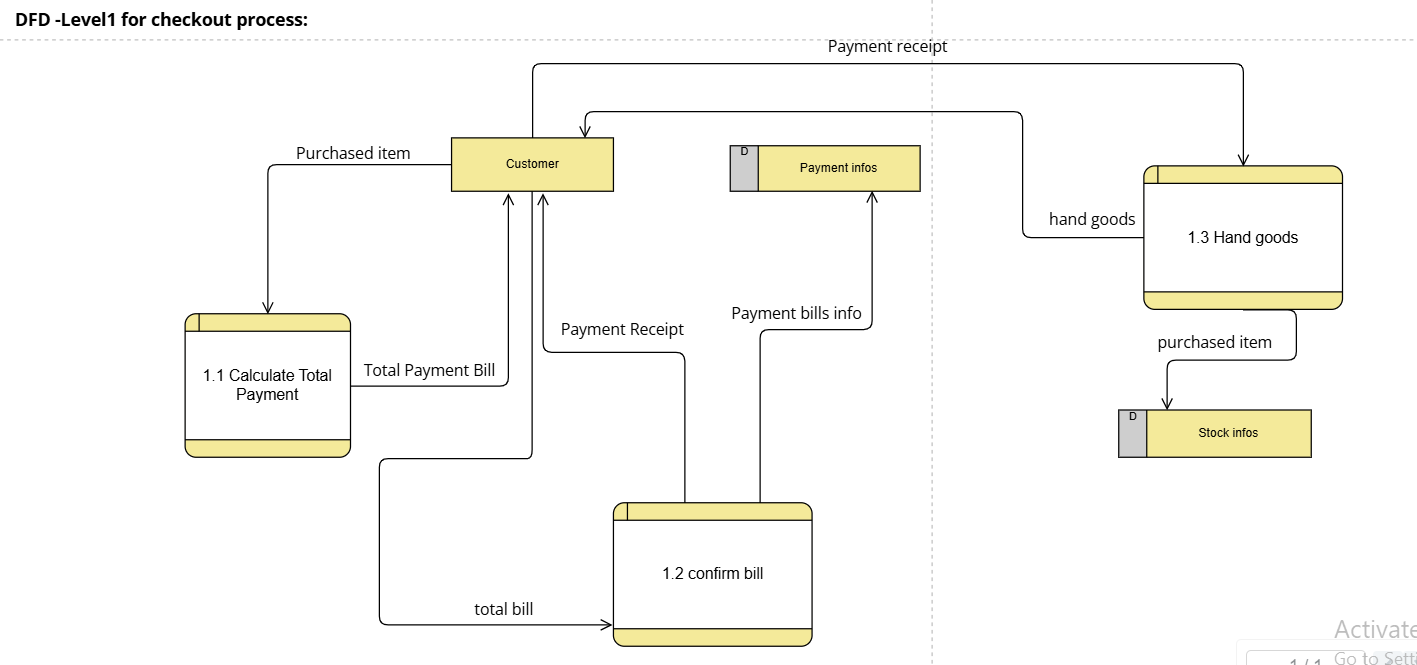 DFD -Level1 for checkout process:
Payment receipt
Purchased item
Customer
D
Payment infos
hand goods
1.3 Hand goods
Payment bills info
Payment Receipt
purchased item
Total Payment Bill
1.1 Calculate Total
Payment
D
Stock infos
1.2 confirm bill
total bill
Activate
1 / 1
Go to Setti